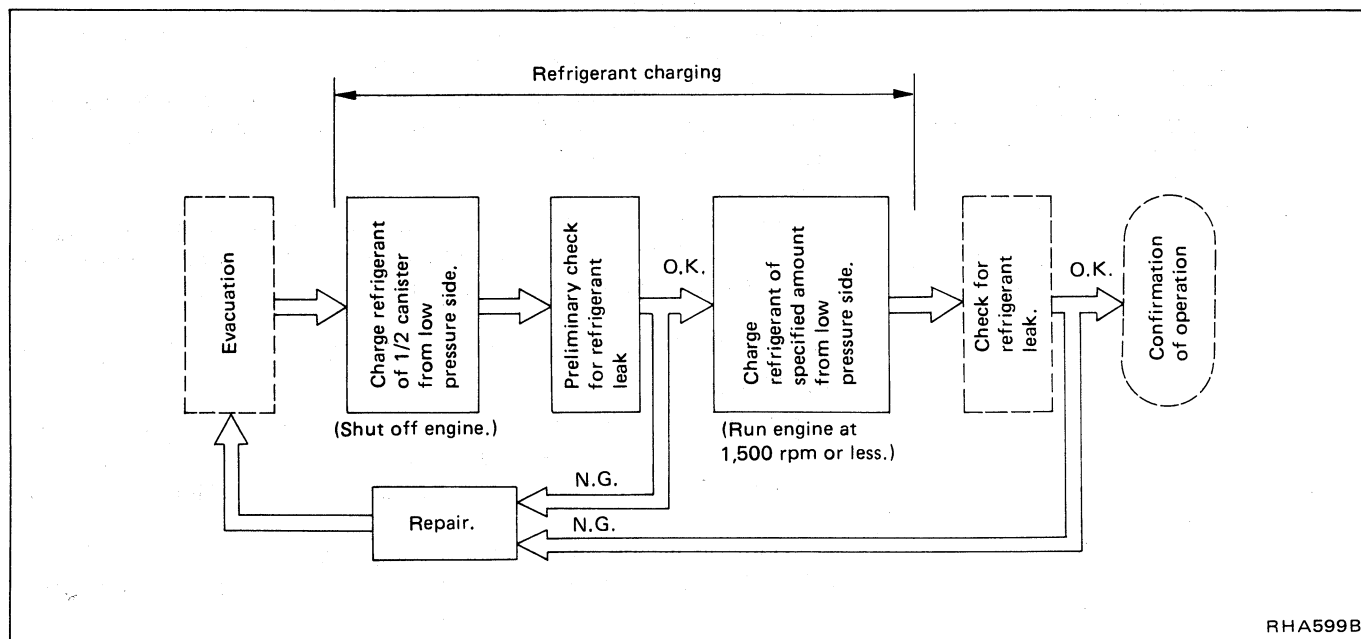 Refrigerant charging
Evacuation
Charge refrigerant
of 1/2 canister
from low
pressure side.
(Shut off engine.)
Preliminary check
for refrigerant
leak
O.K.
Charge
refrigerant of
specified amount
from low
pressure side.
(Run engine at
1,500 rpm or less.)
Check for
refrigerant
leak.
O.K.
Confirmation
of operation
N.G.
Repair.
N.G.
RHA599B